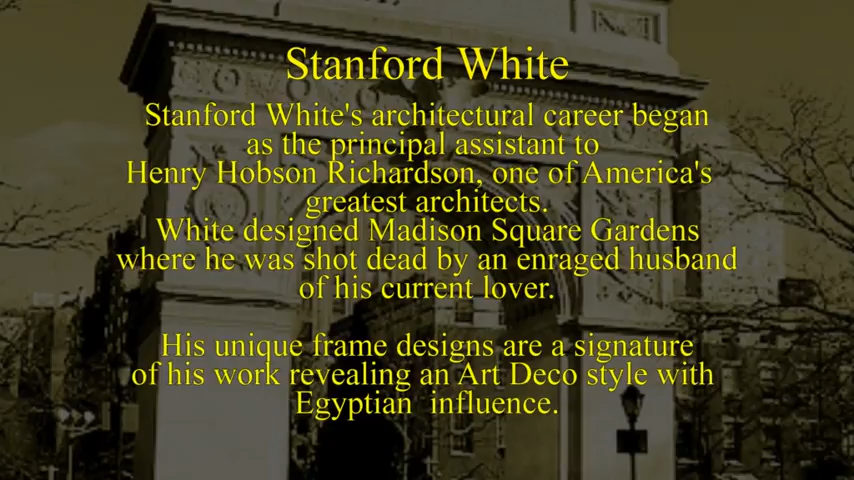 Stanford White
Stanford White's architectural career began
as the principal assistant to
Henry Hobson Richardson, one of America's
greatest architects.
White designed Madison Square Gardens
where he was shot dead by an enraged husband
of his current lover.
His unique frame designs are a signature
of his work revealing an Art Deco style with
Egyptian  influence.